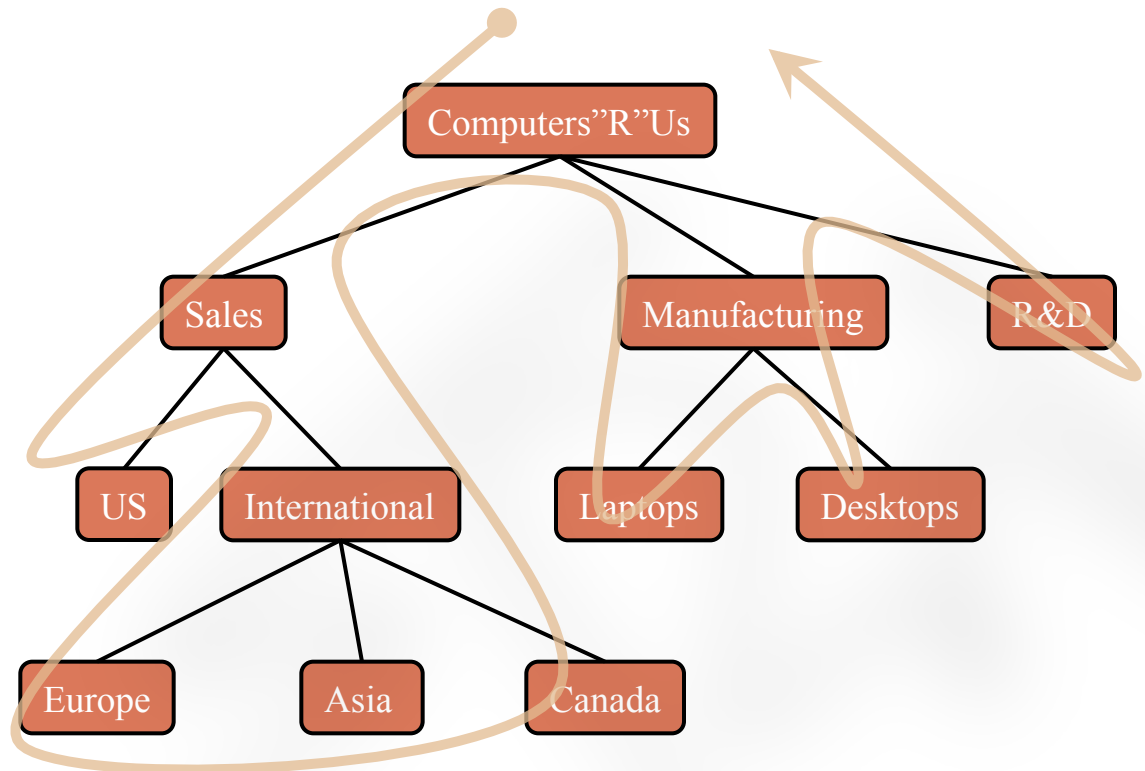 Computers”R”Us
Sales
Manufacturing
R&D
US
International
Laptops
Desktops
Europe
Asia
Canada